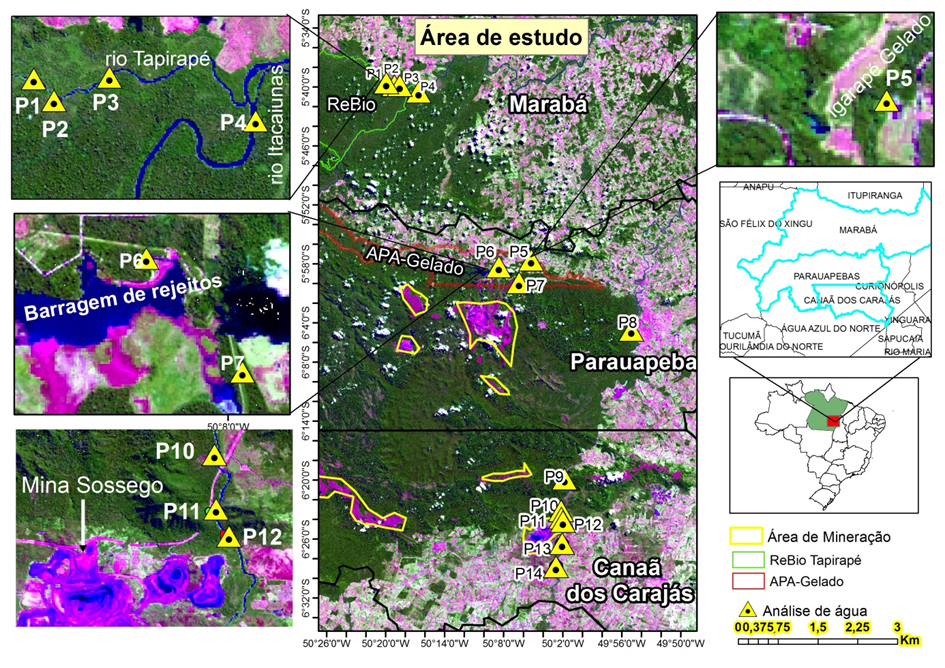 Área de estudo
rio Tapirapé
P1
P2
P3
P4
rio Itacaiunas
P1
P2
P3
P4
ReBio
Marabá
Igarapé Gelado
P5
5°34'0"S
5°40'0"S
5°46'0"S
5°52'0"S
5°58'0"S
6°4'0"S
6°8'0"S
6°14'0"S
6°20'0"S
6°26'0"S
6°32'0"S
APA-Gelado
P6
P5
P7
P8
Parauapeba
P6
Barragem de rejeitos
P7
50°8'0"W
P10
P11
P12
Mina Sossego
P9
P10
P11
P12
P13
P14
Canaã
dos Carajás
50°26'0"W
50°20'0"W
50°14'0"W
50°8'0"W
50°2'0"W
49°56'0"W
49°50'0"W
ANAPU
ITUPIRANGA
SÃO FÉLIX DO XINGU
MARABÁ
PARAUAPEBAS
CURIONÓPOLIS
CANAÃ DOS CARAJÁS
XINGUARA
ÁGUA AZUL DO NORTE
TUCUMÃ
SAPUCAIA
OURILÂNDIA DO NORTE
RIO MARIA
Área de Mineração
ReBio Tapirapé
APA-Gelado
Análise de água
0 0,375,75 1,5 2,25 3
Km